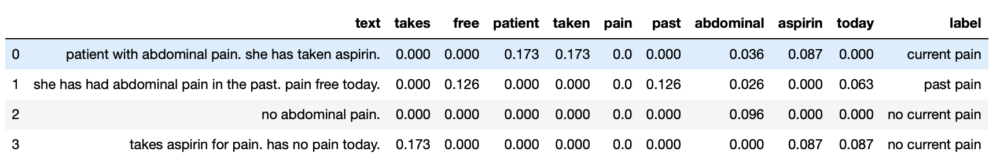 text takes free patient taken pain past abdominal aspirin today label
0 patient with abdominal pain. she has taken aspirin. 0.000 0.000 0.173 0.173 0.0 0.000 0.036 0.087 0.000 current pain
1 she has had abdominal pain in the past. pain free today. 0.000 0.126 0.000 0.000 0.0 0.126 0.026 0.000 0.063 past pain
2 no abdominal pain. 0.000 0.000 0.000 0.000 0.0 0.000 0.096 0.000 0.000 no current pain
3 takes aspirin for pain. has no pain today. 0.173 0.000 0.000 0.000 0.0 0.000 0.000 0.087 0.087 no current pain